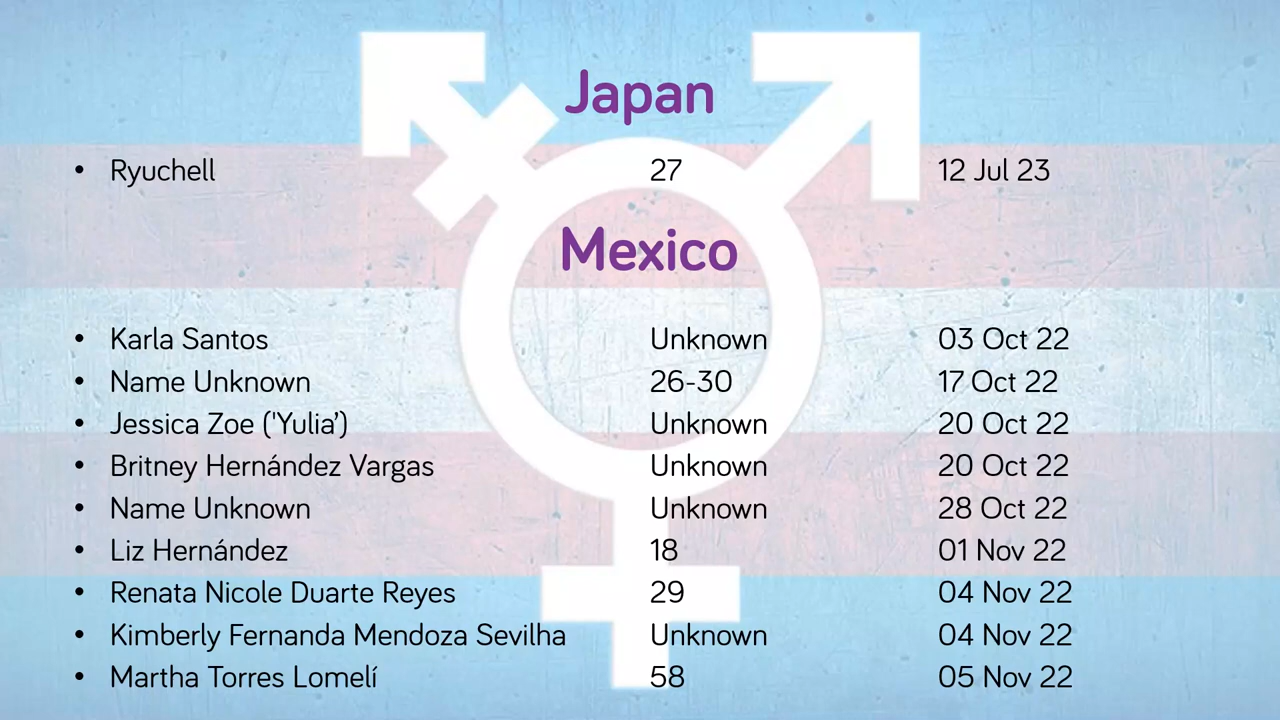 Japan
• Ryuchell 27 12 Jul 23
Mexico
• Karla Santos Unknown 03 Oct 22
• Name Unknown 26-30 17 Oct 22
• Jessica Zoe ('Yulia’) Unknown 20 Oct 22
• Britney Hernández Vargas Unknown 20 Oct 22
• Name Unknown Unknown 28 Oct 22
• Liz Hernández 18 01 Nov 22
• Renata Nicole Duarte Reyes 29 04 Nov 22
• Kimberly Fernanda Mendoza Sevilha Unknown 04 Nov 22
• Martha Torres Lomelí 58 05 Nov 22